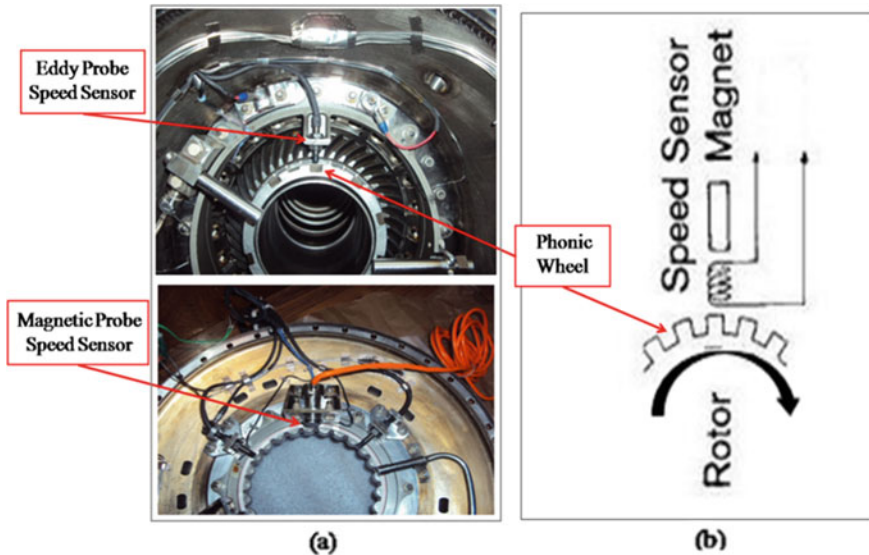 Eddy Probe
Speed Sensor
Magnetic Probe
Speed Sensor
Phonic
Wheel
Speed Sensor
Magnet
Rotor
(a)
(b)